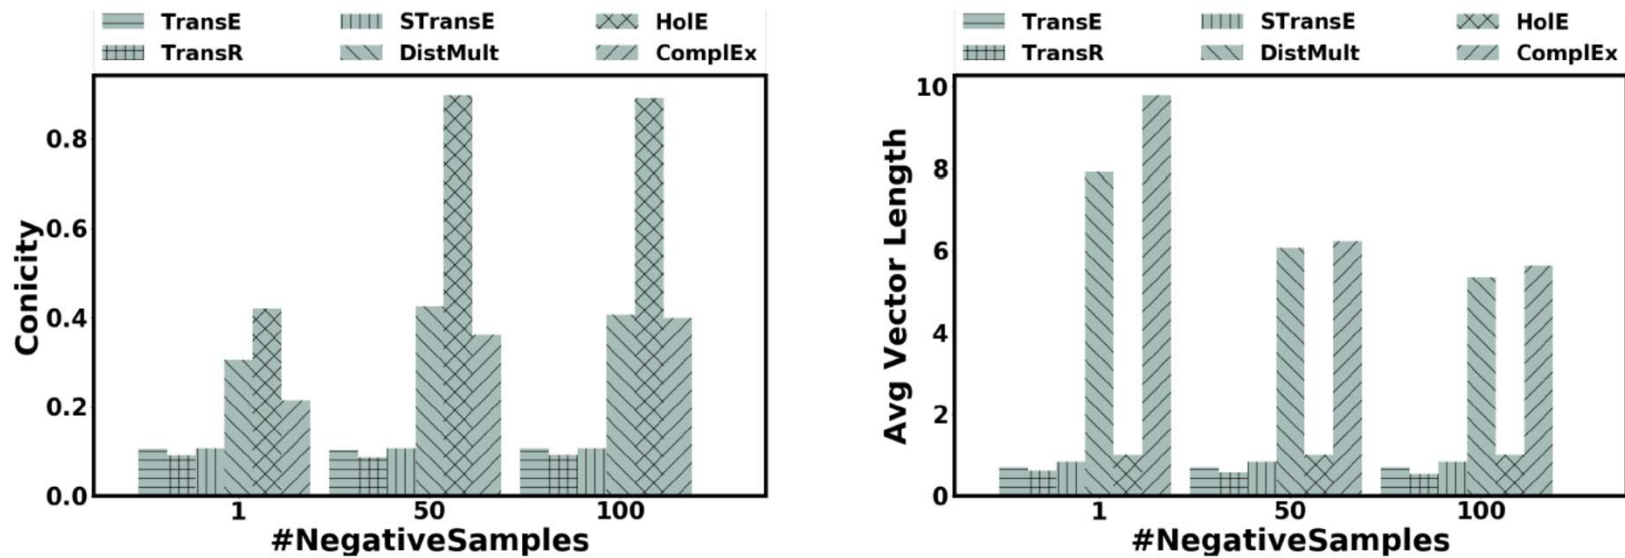 TransE STransE HolE
TransR DistMult ComplEx
Conicity
0.8
0.6
0.4
0.2
0.0
1 50 100
#NegativeSamples
TransE STransE HolE
TransR DistMult ComplEx
Avg Vector Length
10
8
6
4
2
0
1 50 100
#NegativeSamples